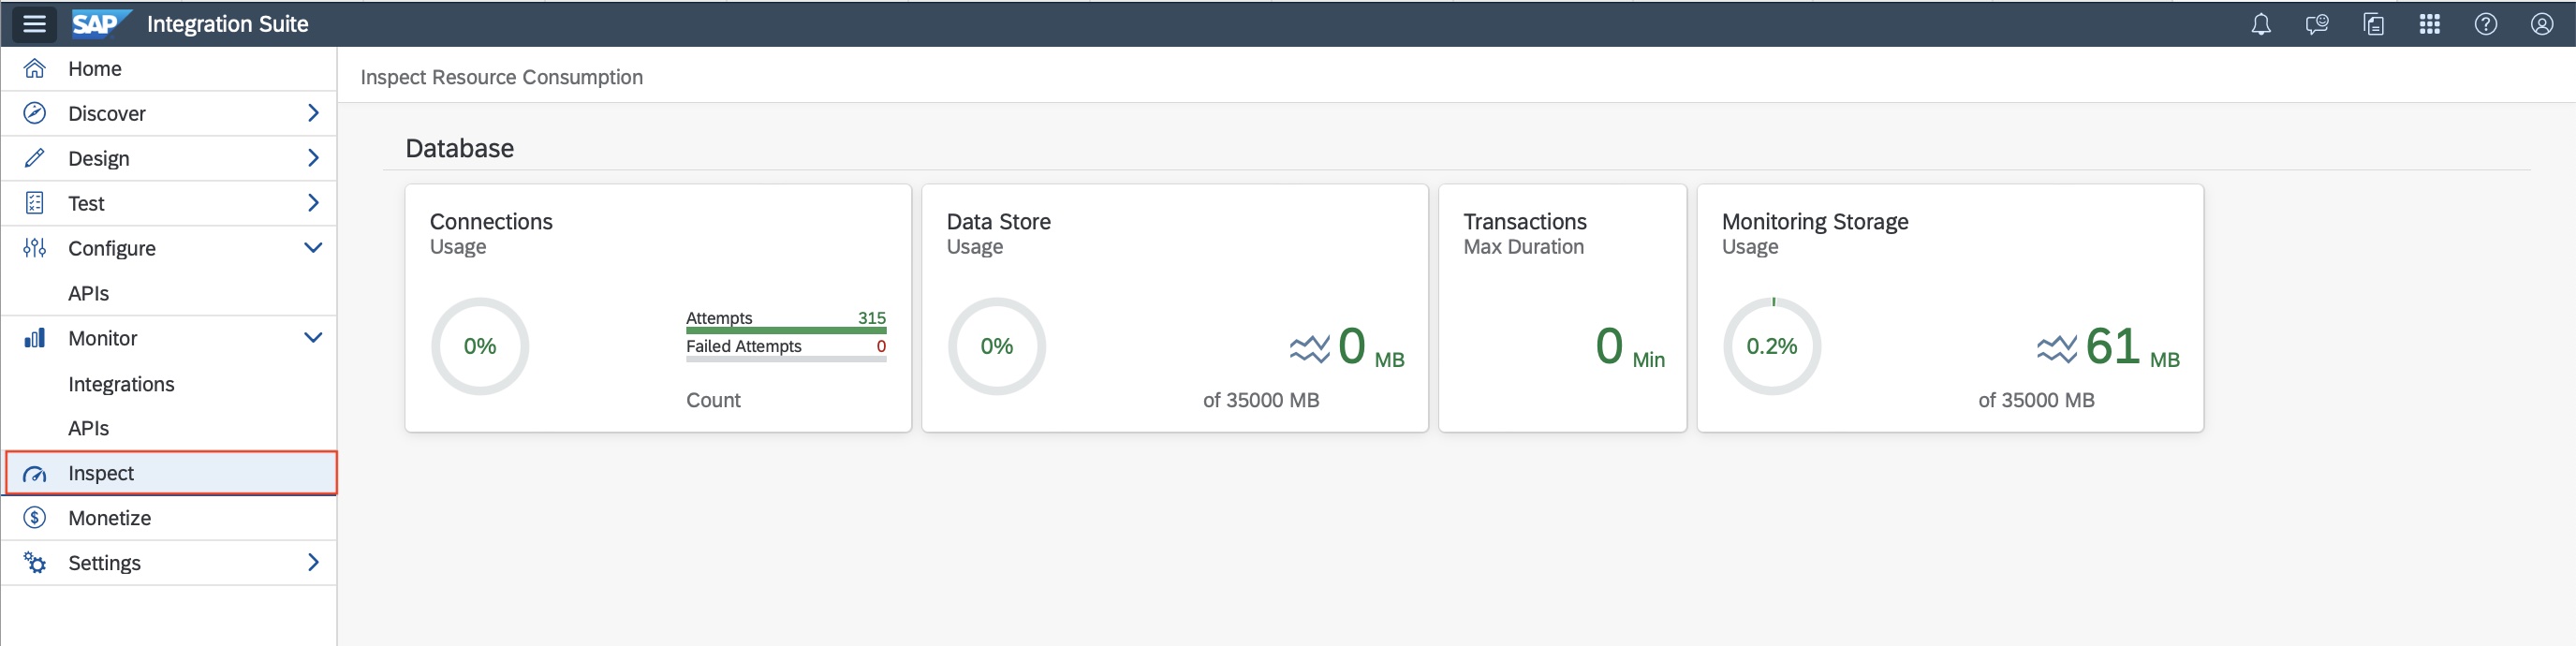 SAP Integration Suite
Home
Discover
Design
Test
Configure
APIs
Monitor
Integrations
APIs
Inspect
Monetize
Settings
Inspect Resource Consumption
Database
Connections
Usage
0%
Attempts 315
Failed Attempts 0
Count
Data Store
Usage
0%
0 MB
of 35000 MB
Transactions
Max Duration
0 Min
Monitoring Storage
Usage
0.2%
61 MB
of 35000 MB